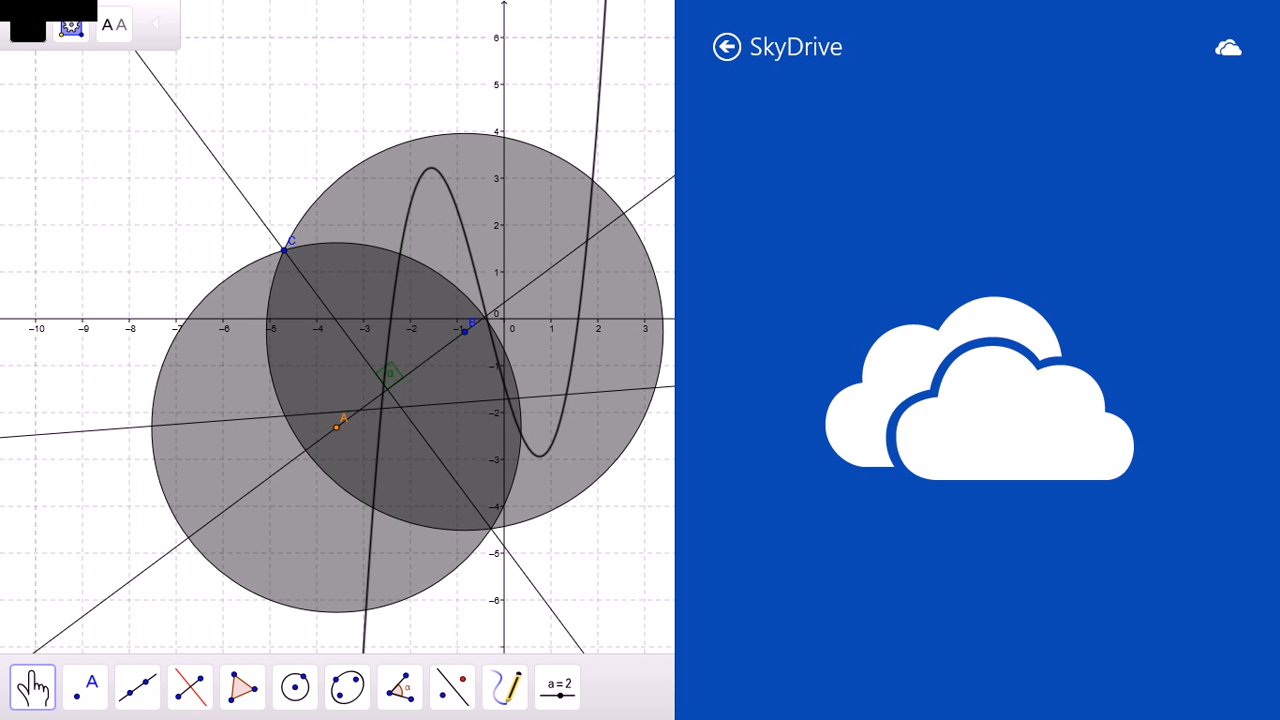 AA
SkyDrive
6
5
4
3
2
1
0
–10 –9 –8 –7 –6 –5 –4 –3 –2 –1 0 1 2 3
–1
–2
–3
–4
–5
–6
C
B
α
A
A
α
a=2